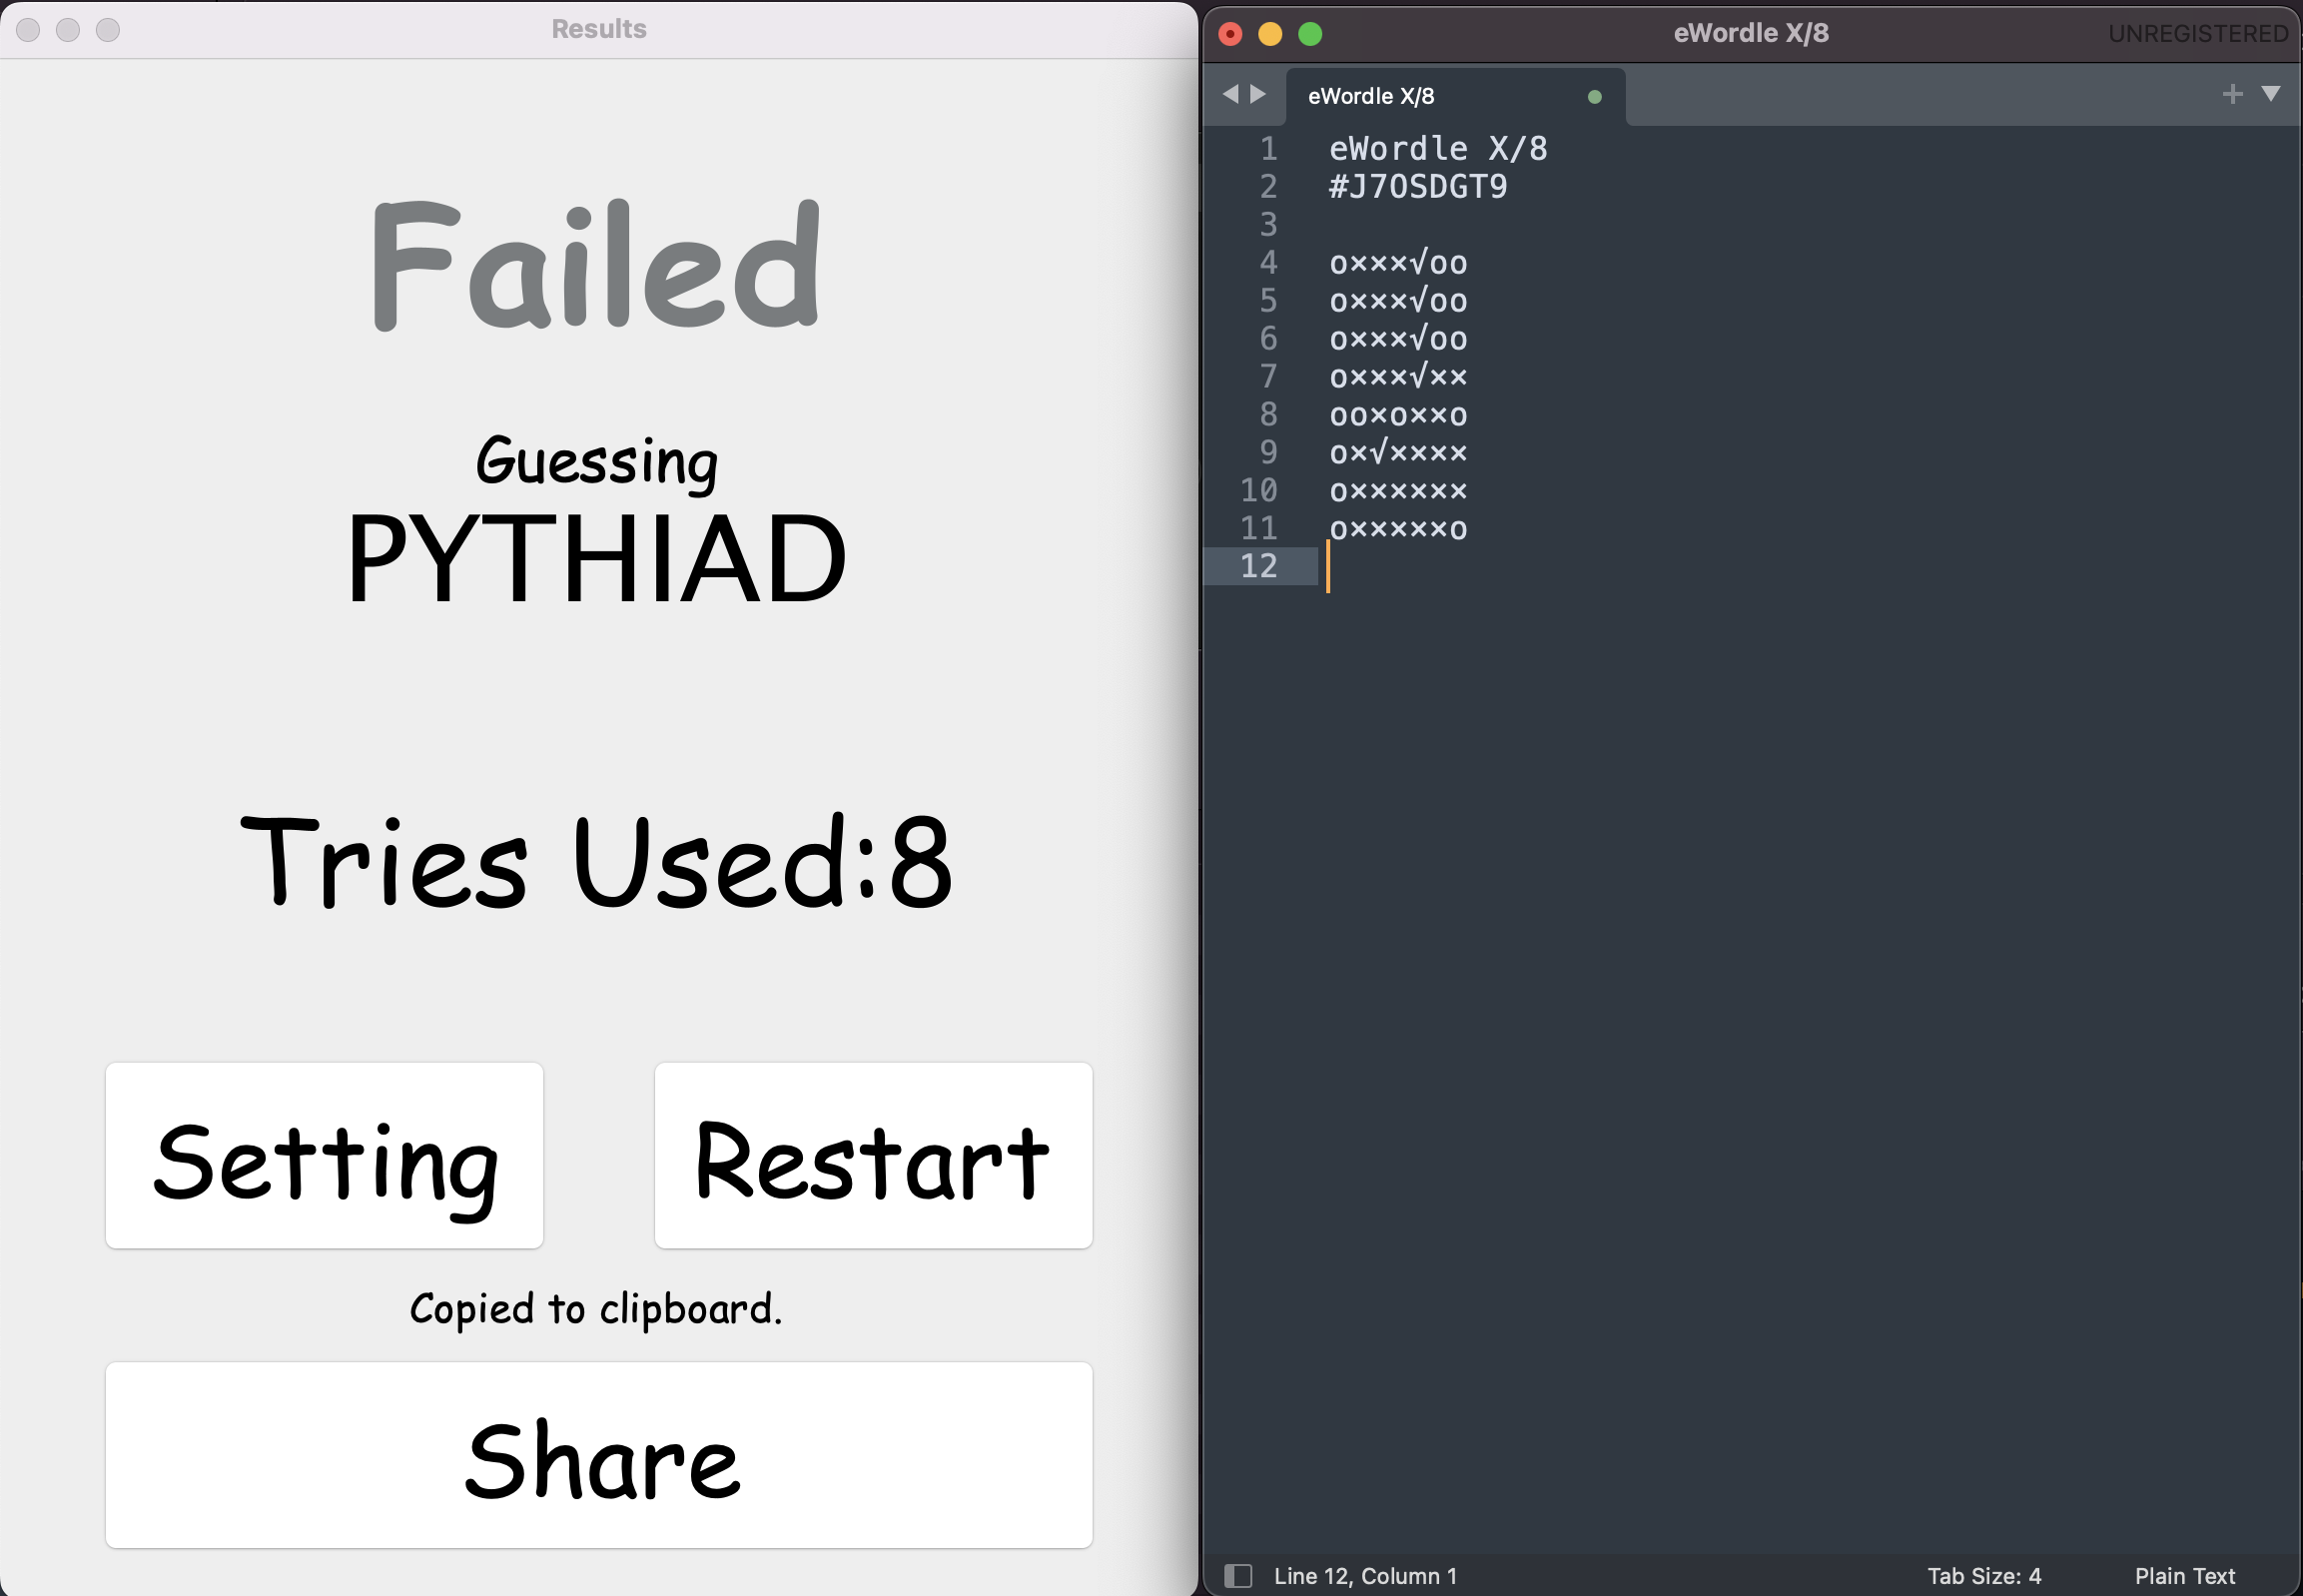 Results
Failed
Guessing
PYTHIAD
Tries Used:8
Setting
Restart
Copied to clipboard.
Share
eWordle X/8
UNREGISTERED
eWordle X/8
1 eWordle X/8
2 #J7OSDGT9
3
4 o×××√oo
5 o×××√oo
6 o×××√oo
7 o×××√××
8 oo×o××o
9 o×√××××
10 o××××××
11 o×××××o
12
Line 12, Column 1
Tab Size: 4
Plain Text